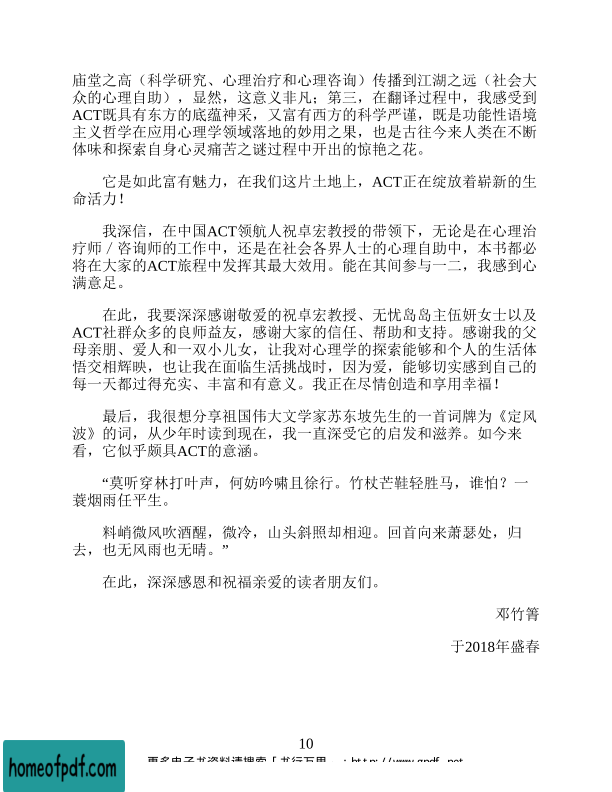 庙堂之高（科学研究、心理治疗和心理咨询）传播到江湖之远（社会大
众的心理自助），显然，这意义非凡；第三，在翻译过程中，我感受到
ACT既具有东方的底蕴神采，又富有西方的科学严谨，既是功能性语境
主义哲学在应用心理学领域落地的妙用之果，也是古往今来人类在不断
体味和探索自身心灵痛苦之谜过程中开出的惊艳之花。
它是如此富有魅力，在我们这片土地上，ACT正在绽放着崭新的生
命活力！
我深信，在中国ACT领航人祝卓宏教授的带领下，无论是在心理治
疗师／咨询师的工作中，还是在社会各界人士的心理自助中，本书都必
将在大家的ACT旅程中发挥其最大效用。能在其间参与一二，我感到心
满意足。
在此，我要深深感谢敬爱的祝卓宏教授、无忧岛岛主伍妍女士以及
ACT社群众多的良师益友，感谢大家的信任、帮助和支持。感谢我的父
母亲朋、爱人和一双小儿女，让我对心理学的探索能够和个人的生活体
悟交相辉映，也让我在面临生活挑战时，因为爱，能够切实感到自己的
每一天都过得充实、丰富和有意义。我正在尽情创造和享用幸福！
最后，我很想分享祖国伟大文学家苏东坡先生的一首词牌为《定风
波》的词，从少年时读到现在，我一直深受它的启发和滋养。如今来
看，它似乎颇具ACT的意涵。
“莫听穿林打叶声，何妨吟啸且徐行。竹杖芒鞋轻胜马，谁怕？一
蓑烟雨任平生。
料峭微风吹酒醒，微冷，山头斜照却相迎。回首向来萧瑟处，归
去，也无风雨也无晴。”
在此，深深感恩和祝福亲爱的读者朋友们。
邓竹箐
于2018年盛春
10
homeofpdf.com